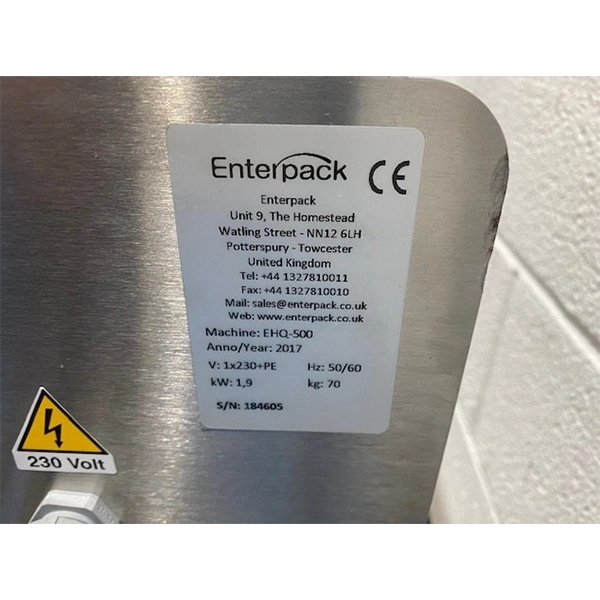 Enterpack CE
Enterpack
Unit 9, The Homestead
Watling Street - NN12 6LH
Potterspury - Towcester
United Kingdom
Tel: +44 1327810011
Fax: +44 1327810010
Mail: sales@enterpack.co.uk
Web: www.enterpack.co.uk
Machine: EHQ-500
Anno/Year: 2017
V: 1x230+PE Hz: 50/60
kW: 1,9 kg: 70
S/N: 184605
230 Volt